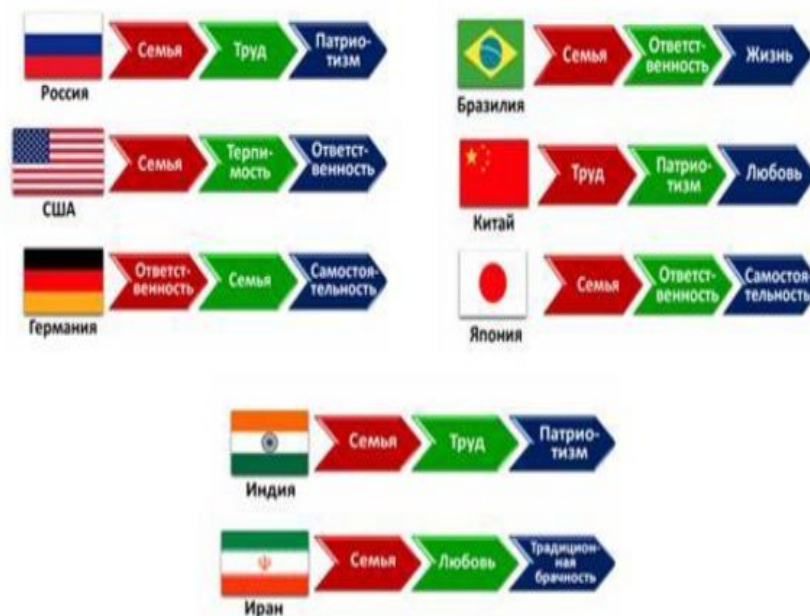 Семья
Труд
Патрио-
тизм
Россия
Семья
Терпи-
мость
Ответст-
венность
США
Ответст-
венность
Семья
Самостоя-
тельность
Германия
Семья
Ответст-
венность
Жизнь
Бразилия
Труд
Патрио-
тизм
Любовь
Китай
Семья
Ответст-
венность
Самостоя-
тельность
Япония
Семья
Труд
Патрио-
тизм
Индия
Семья
Любовь
Традицион-
ная
брачность
Иран